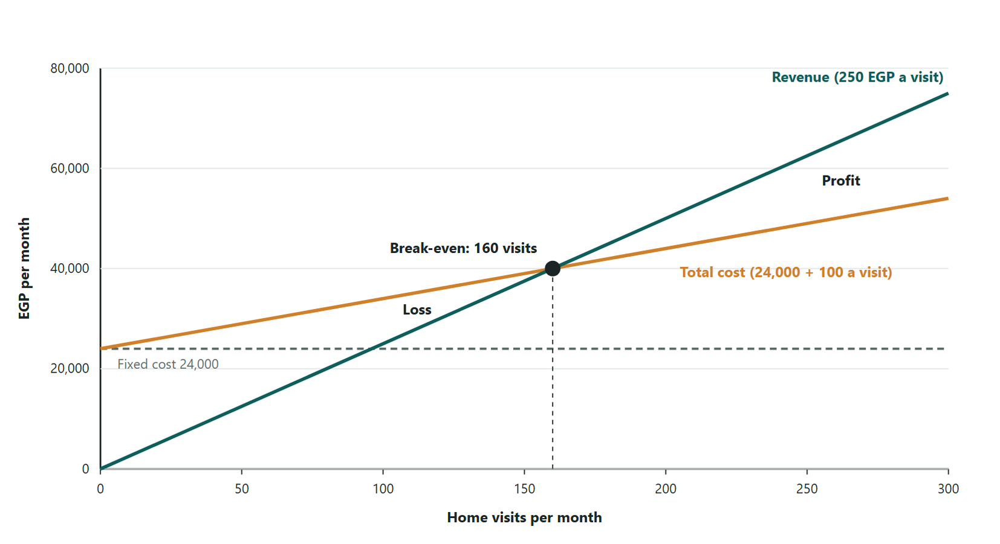 80,000
Revenue (250 EGP a visit)
60,000
Profit
Break-even: 160 visits
40,000
Total cost (24,000 + 100 a visit)
Loss
Fixed cost 24,000
20,000
0
EGP per month
0 50 100 150 200 250 300
Home visits per month